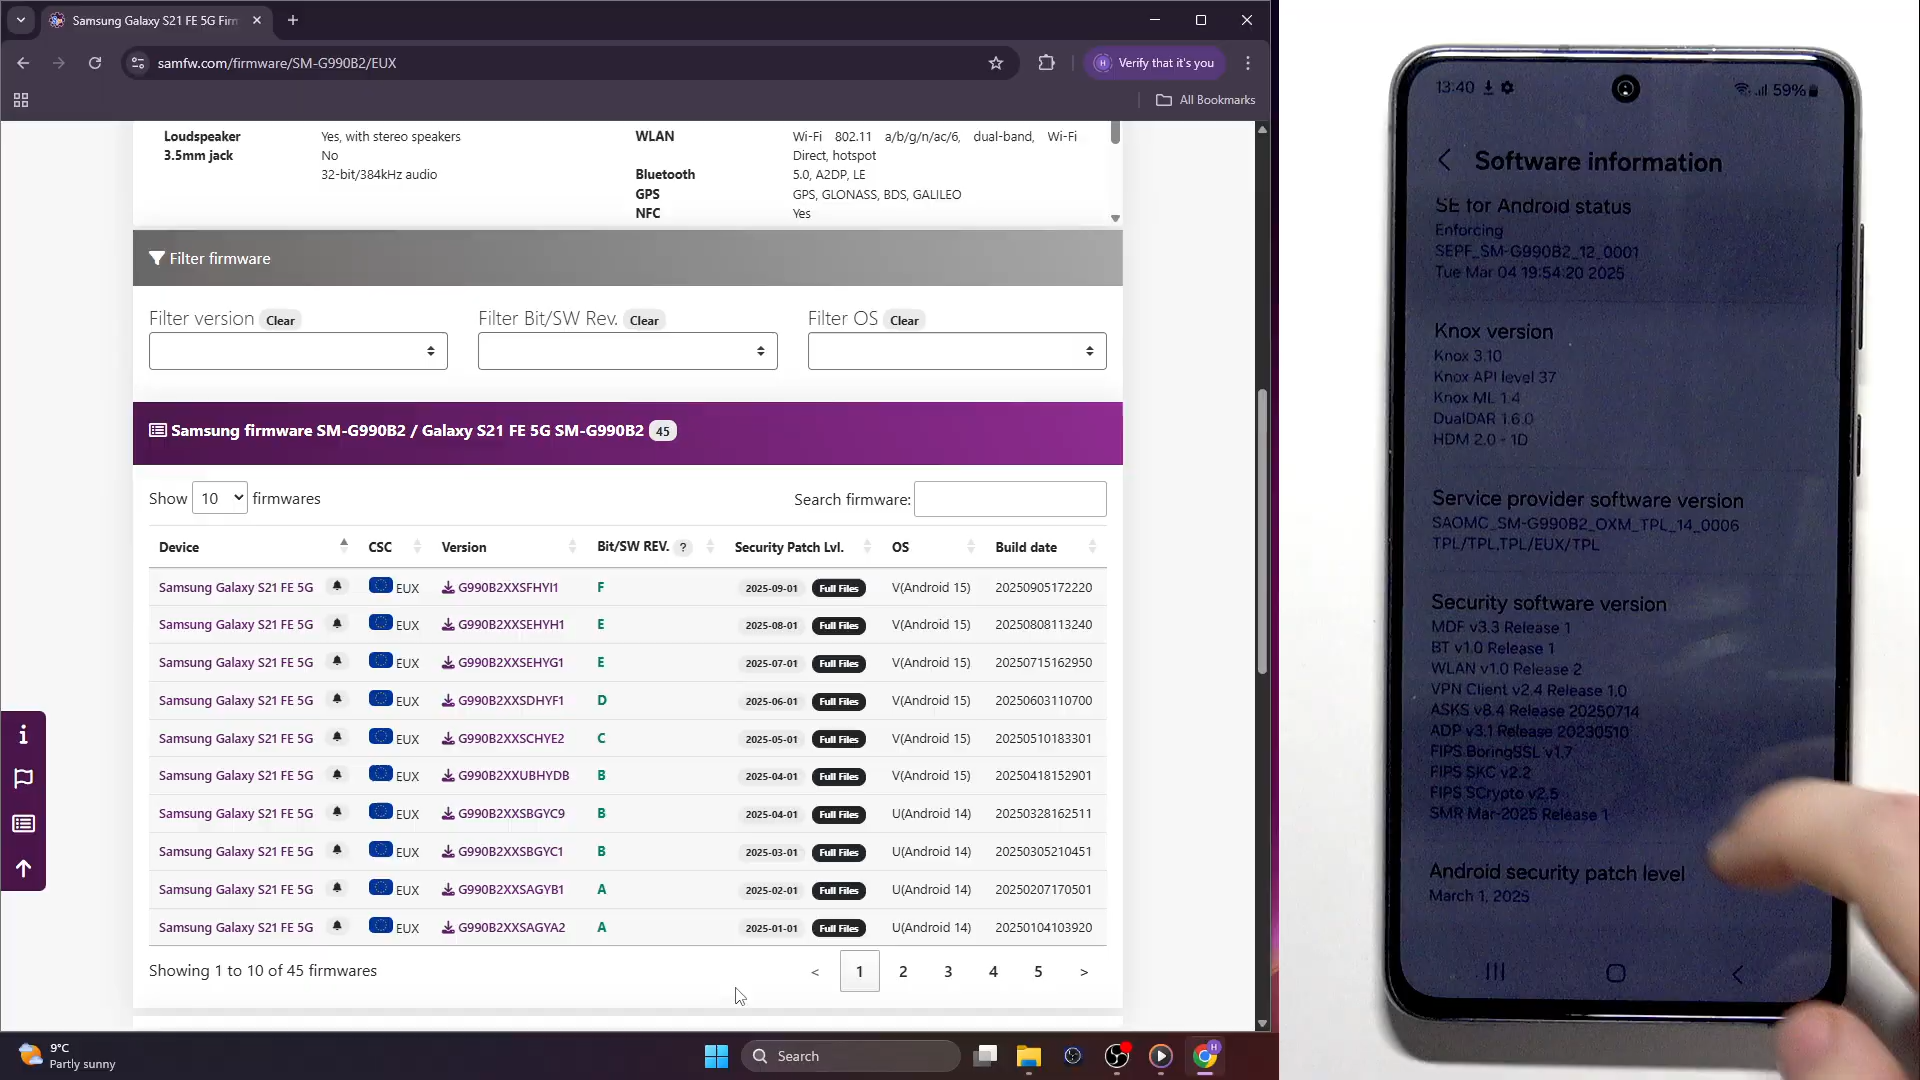 Samsung Galaxy S21 FE 5G Firm
samfw.com/firmware/SM-G990B2/EUX
H Verify that it's you
All Bookmarks
Loudspeaker Yes, with stereo speakers
3.5mm jack No
32-bit/384kHz audio
WLAN Wi-Fi 802.11 a/b/g/n/ac/6, dual-band, Wi-Fi
Direct, hotspot
Bluetooth 5.0, A2DP, LE
GPS GPS, GLONASS, BDS, GALILEO
NFC Yes
Filter firmware
Filter version Clear Filter Bit/SW Rev. Clear Filter OS Clear
Samsung firmware SM-G990B2 / Galaxy S21 FE 5G SM-G990B2 45
Show 10 firmwares Search firmware:
Device CSC Version Bit/SW REV. ? Security Patch Lvl. OS Build date
Samsung Galaxy S21 FE 5G EUX G990B2XXSFHYI1 F 2025-09-01 Full Files V(Android 15) 20250905172220
Samsung Galaxy S21 FE 5G EUX G990B2XXSEHYH1 E 2025-08-01 Full Files V(Android 15) 20250808113240
Samsung Galaxy S21 FE 5G EUX G990B2XXSEHYG1 E 2025-07-01 Full Files V(Android 15) 20250715162950
Samsung Galaxy S21 FE 5G EUX G990B2XXSDHYF1 D 2025-06-01 Full Files V(Android 15) 20250603110700
Samsung Galaxy S21 FE 5G EUX G990B2XXSCHYE2 C 2025-05-01 Full Files V(Android 15) 20250510183301
Samsung Galaxy S21 FE 5G EUX G990B2XXUBHYDB B 2025-04-01 Full Files V(Android 15) 20250418152901
Samsung Galaxy S21 FE 5G EUX G990B2XXSBGYC9 B 2025-04-01 Full Files U(Android 14) 20250328162511
Samsung Galaxy S21 FE 5G EUX G990B2XXSBGYC1 B 2025-03-01 Full Files U(Android 14) 20250305210451
Samsung Galaxy S21 FE 5G EUX G990B2XXSAGYB1 A 2025-02-01 Full Files U(Android 14) 20250207170501
Samsung Galaxy S21 FE 5G EUX G990B2XXSAGYA2 A 2025-01-01 Full Files U(Android 14) 20250104103920
Showing 1 to 10 of 45 firmwares < 1 2 3 4 5 >
9°C
Partly sunny
Search
H
13:40 59%
Software information
SE for Android status
Enforcing
SEPF_SM-G990B2_12_0001
Tue Mar 04 19:54:20 2025
Knox version
Knox 3.10
Knox API level 37
Knox ML 1.4
DualDAR 1.6.0
HDM 2.0 - 1D
Service provider software version
SAOMC_SM-G990B2_OXM_TPL_14_0006
TPL/TPL,TPL/EUX/TPL
Security software version
MDF v3.3 Release 1
BT v1.0 Release 1
WLAN v1.0 Release 2
VPN Client v2.4 Release 1.0
ASKS v8.4 Release 20250714
ADP v3.1 Release 20230510
FIPS BoringSSL v1.7
FIPS SKC v2.2
FIPS SCrypto v2.5
SMR Mar-2025 Release 1
Android security patch level
March 1, 2025